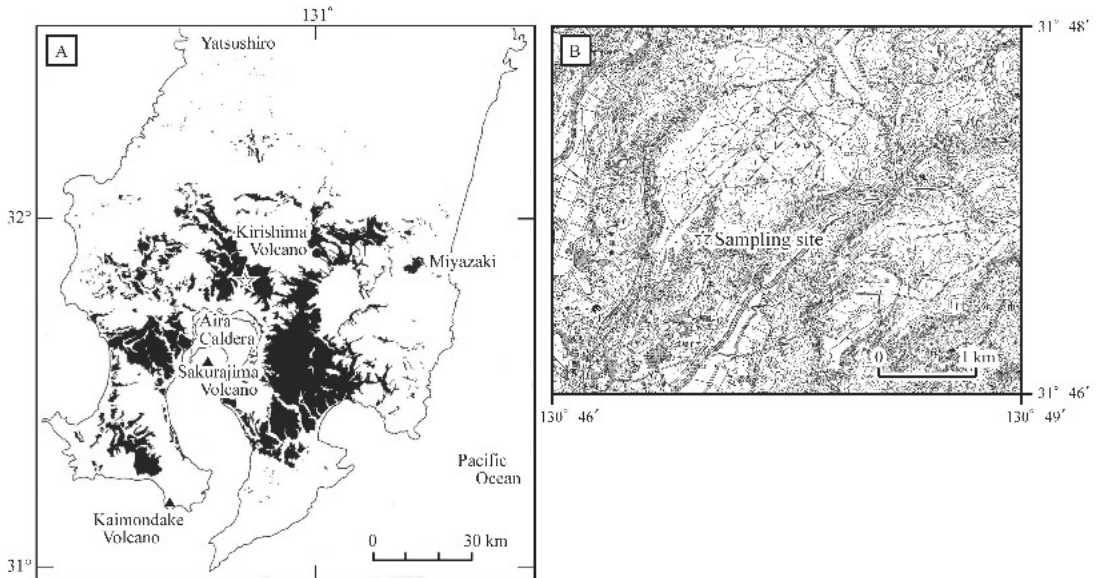 131°
A
Yatsushiro
32°
Kirishima
Volcano
Miyazaki
Aira
Caldera
Sakurajima
Volcano
Pacific
Ocean
Kaimondake
Volcano
0 30 km
31°
B
31° 48′
Sampling site
0 1 km
31° 46′
130° 46′
130° 49′